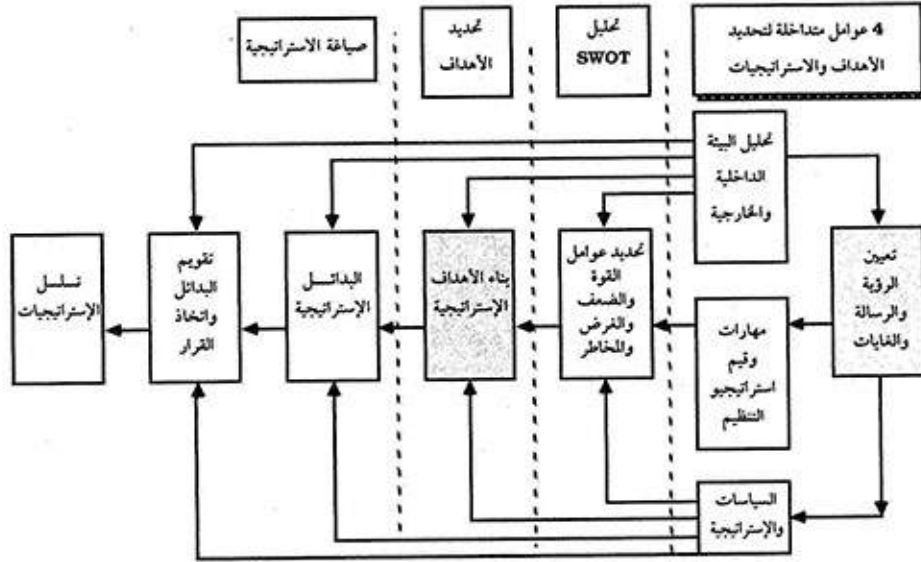 4 عوامل متداخلة لتحديد
الأهداف والاستراتيجيات
تحليل
SWOT
تحديد
الأهداف
صياغة الاستراتيجية
تحليل البيئة
الداخلية
والخارجية
تعيين
الرؤية
والرسالة
والغايات
مهارات
وقيم
استراتيجيو
التنظيم
السياسات
والإستراتيجية
تحديد عوامل
القوة
والضعف
والفرض
والمخاطر
بناء الأهداف
الإستراتيجية
البدائــل
الإستراتيجية
تقويم
البدائل
واتخاذ
القرار
تسلسل
الإستراتيجيات